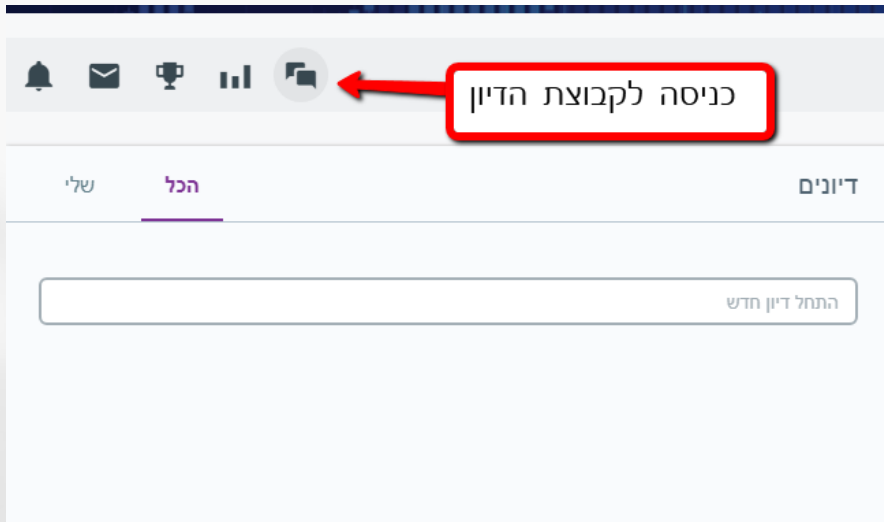 כניסה לקבוצת הדיון
דיונים
הכל
שלי
התחל דיון חדש